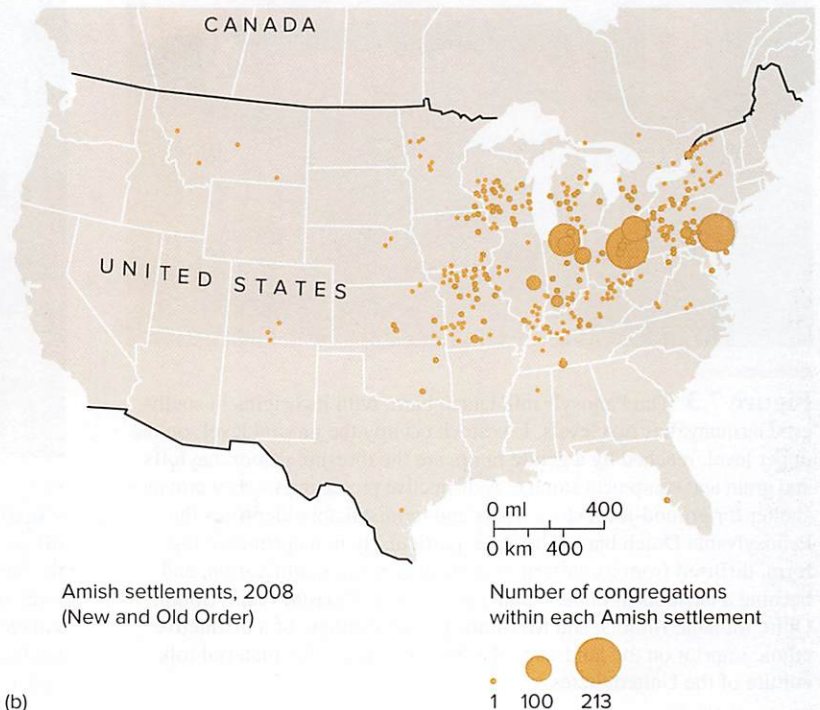 CANADA
UNITED STATES
0 ml 400
0 km 400
Amish settlements, 2008
(New and Old Order)
Number of congregations
within each Amish settlement
1 100 213
(b)